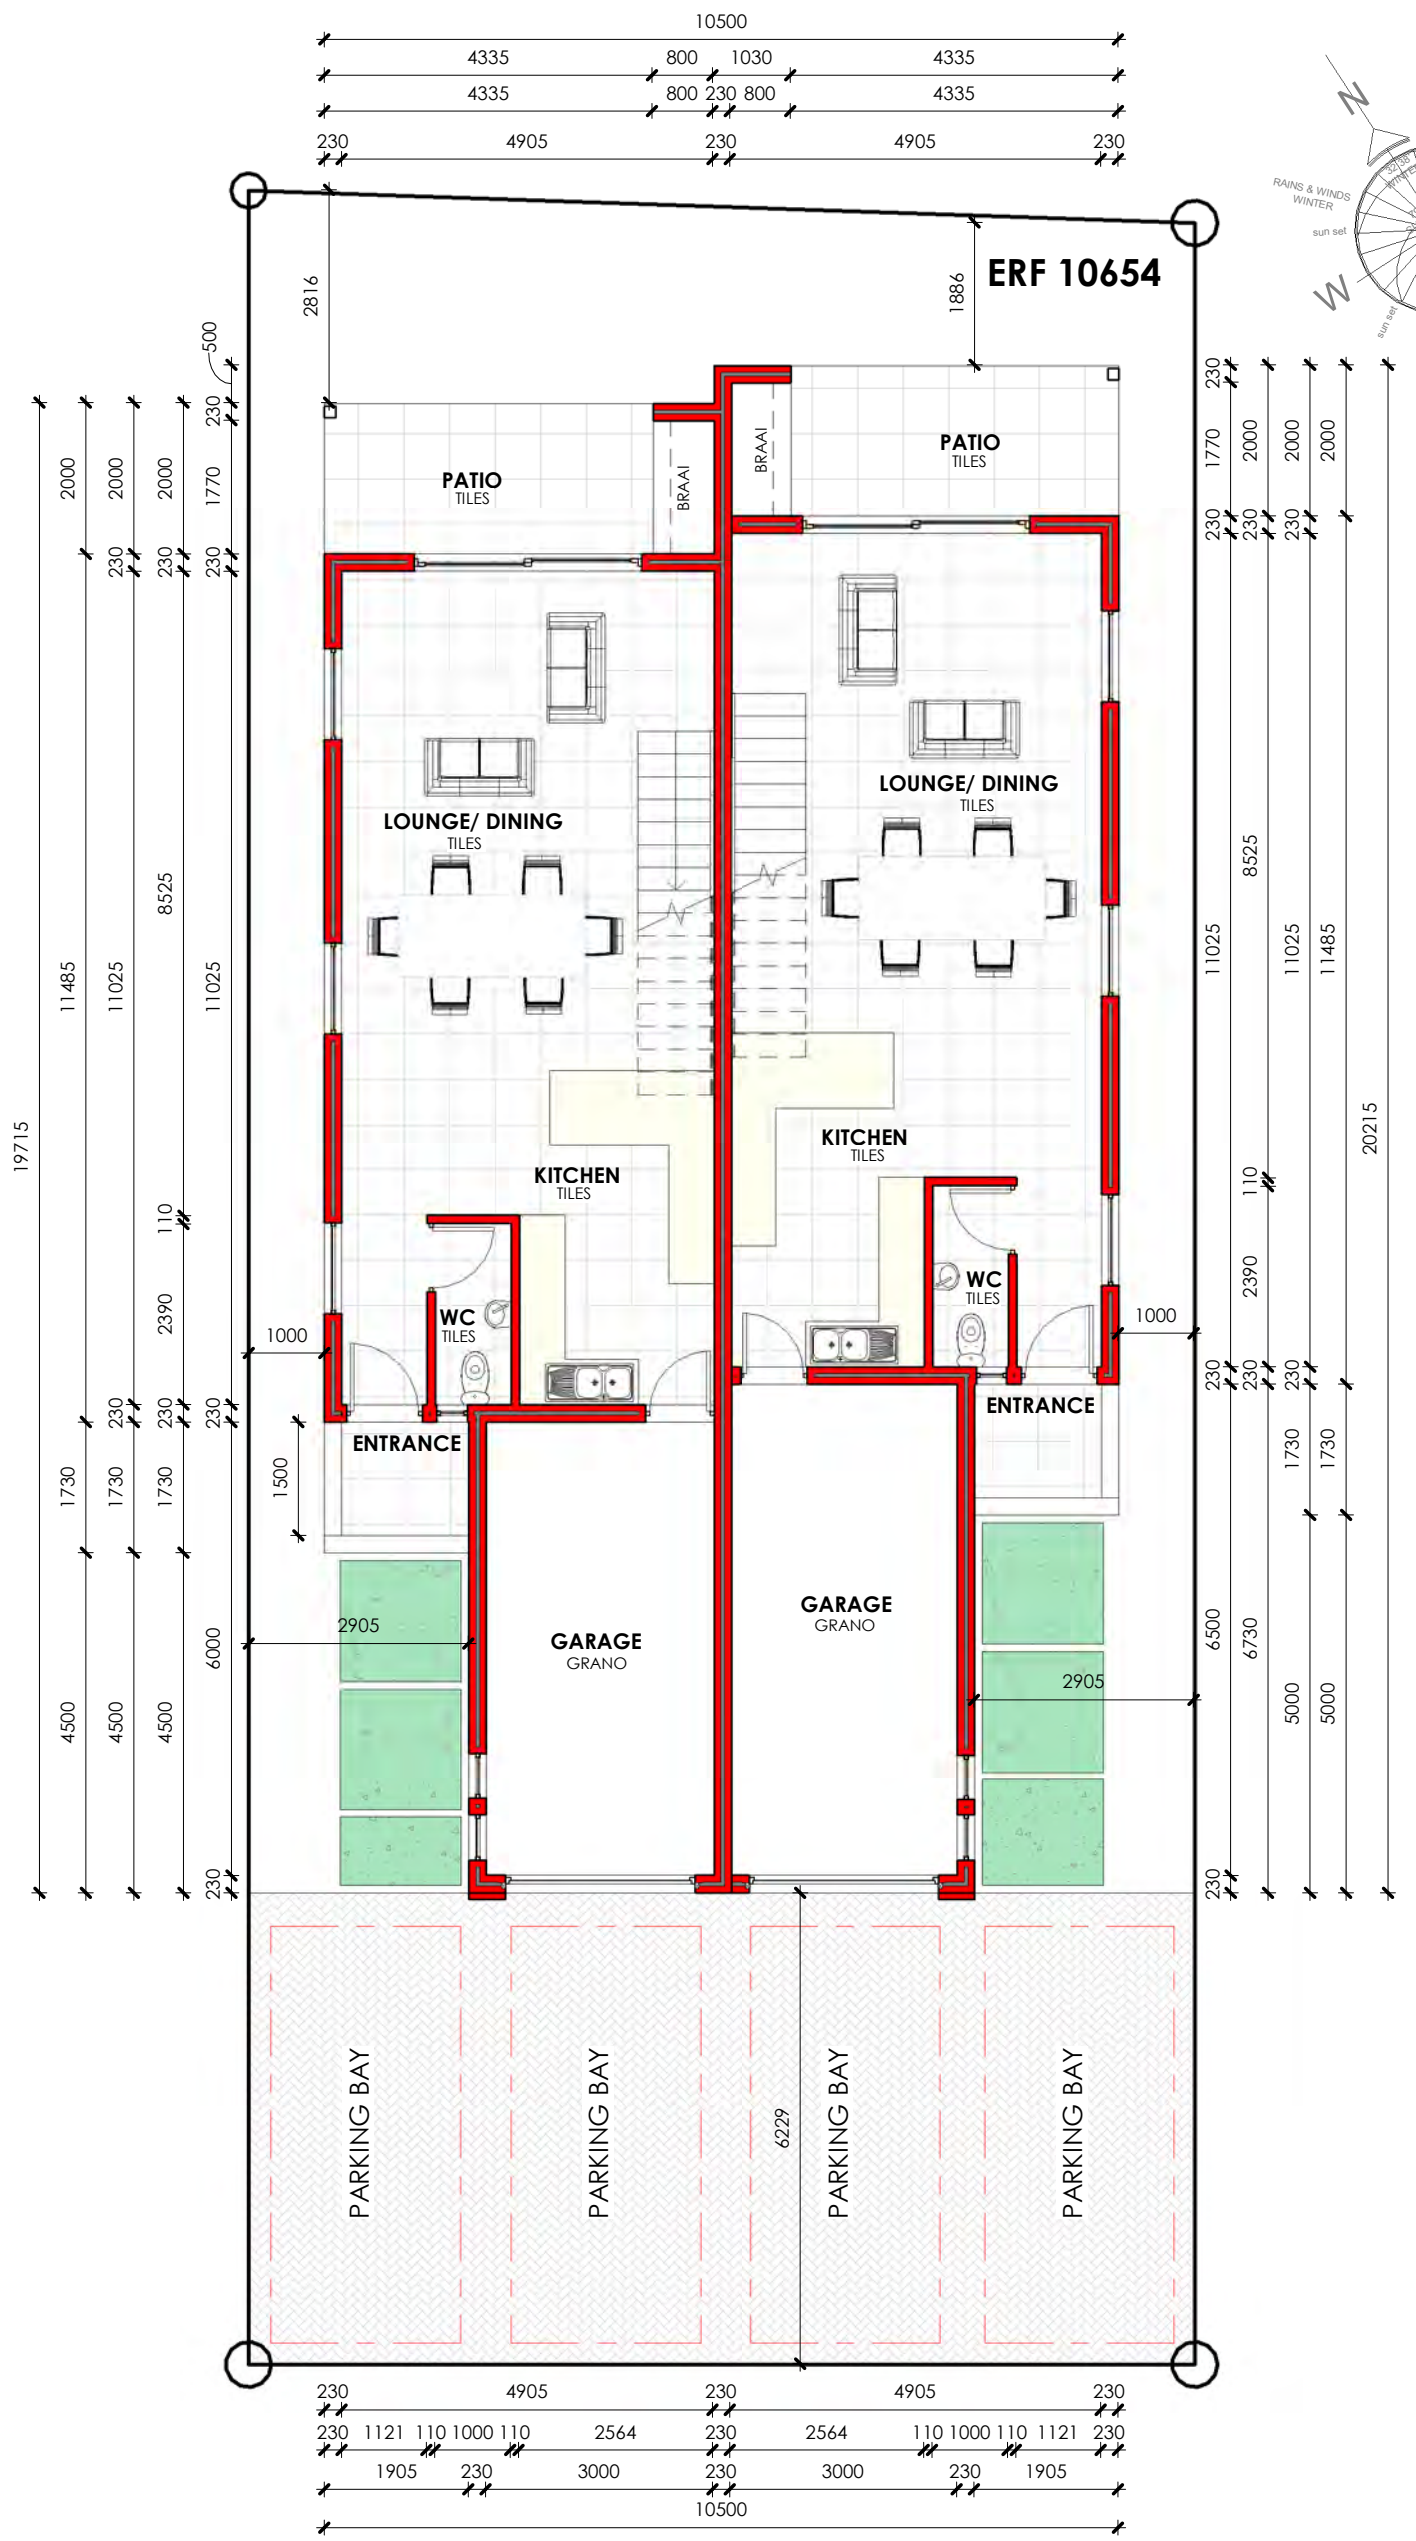 10500
4335 800 1030 4335
4335 800 230 800 4335
230 4905 230 4905 230
N
RAINS & WINDS
WINTER
sun set
W
sun set
32,38°
ERF 10654
2816
1886
500
230
1770
230
11025
230
6000
230
2000
230
8525
110
2390
230
1730
4500
2000
230
11025
230
1730
4500
2000
11485
1730
4500
19715
230
1770
230
11025
230
6500
230
2000
230
8525
110
2390
230
6730
2000
230
11025
230
1730
5000
2000
11485
1730
5000
20215
PATIO
TILES
BRAAI
BRAAI
PATIO
TILES
LOUNGE/ DINING
TILES
LOUNGE/ DINING
TILES
KITCHEN
TILES
KITCHEN
TILES
WC
TILES
WC
TILES
1000
1000
ENTRANCE
ENTRANCE
1500
2905
2905
GARAGE
GRANO
GARAGE
GRANO
PARKING BAY
PARKING BAY
PARKING BAY
PARKING BAY
6229
230 4905 230 4905 230
230 1121 110 1000 110 2564 230 2564 110 1000 110 1121 230
1905 230 3000 230 3000 230 1905
10500